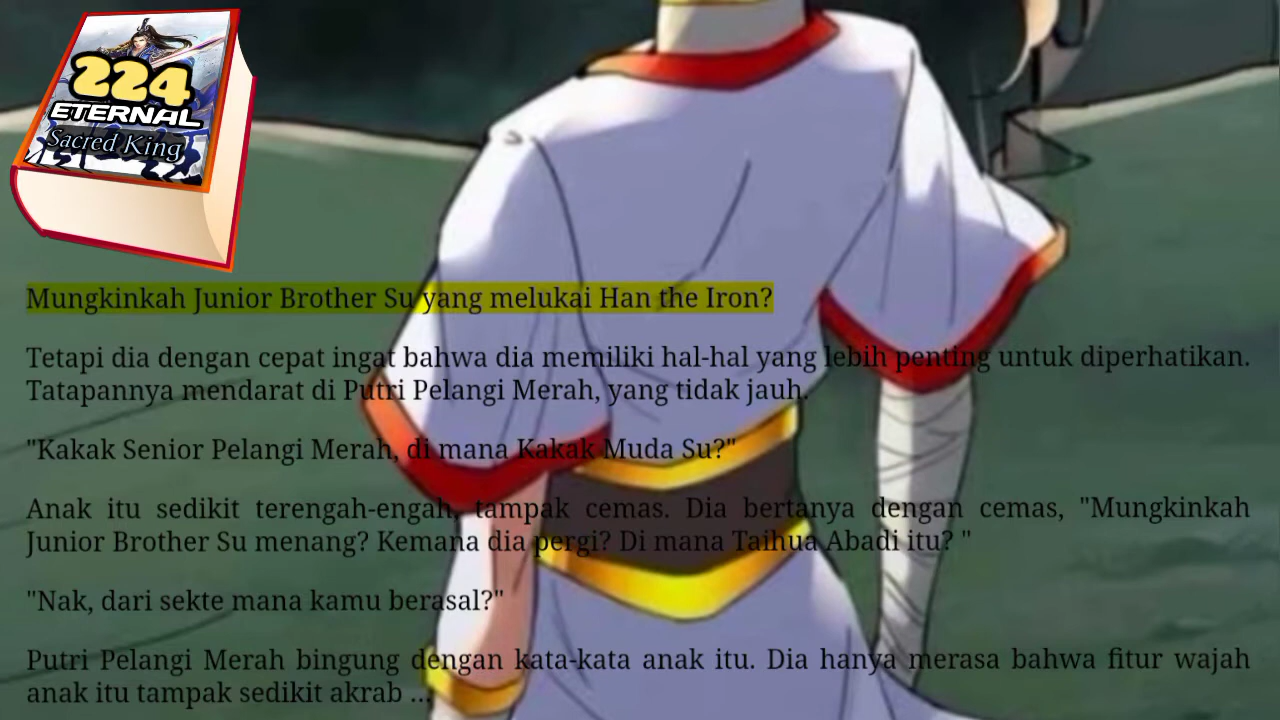 224
ETERNAL
Sacred King
Mungkinkah Junior Brother Su yang melukai Han the Iron?
Tetapi dia dengan cepat ingat bahwa dia memiliki hal-hal yang lebih penting untuk diperhatikan.
Tatapannya mendarat di Putri Pelangi Merah, yang tidak jauh.
"Kakak Senior Pelangi Merah, di mana Kakak Muda Su?"
Anak itu sedikit terengah-engah, tampak cemas. Dia bertanya dengan cemas, "Mungkinkah
Junior Brother Su menang? Kemana dia pergi? Di mana Taihua Abadi itu? "
"Nak, dari sekte mana kamu berasal?"
Putri Pelangi Merah bingung dengan kata-kata anak itu. Dia hanya merasa bahwa fitur wajah
anak itu tampak sedikit akrab ...